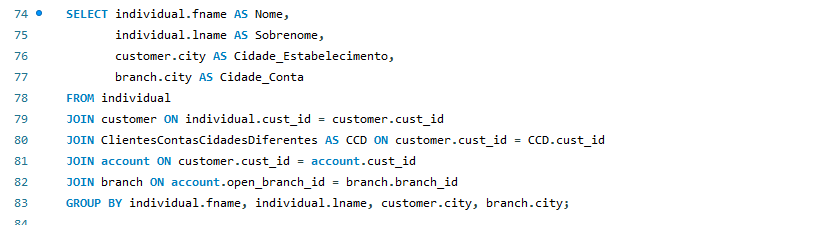 74 SELECT individual.fname AS Nome,
75 individual.lname AS Sobrenome,
76 customer.city AS Cidade_Estabelecimento,
77 branch.city AS Cidade_Conta
78 FROM individual
79 JOIN customer ON individual.cust_id = customer.cust_id
80 JOIN ClientesContasCidadesDiferentes AS CCD ON customer.cust_id = CCD.cust_id
81 JOIN account ON customer.cust_id = account.cust_id
82 JOIN branch ON account.open_branch_id = branch.branch_id
83 GROUP BY individual.fname, individual.lname, customer.city, branch.city;
84